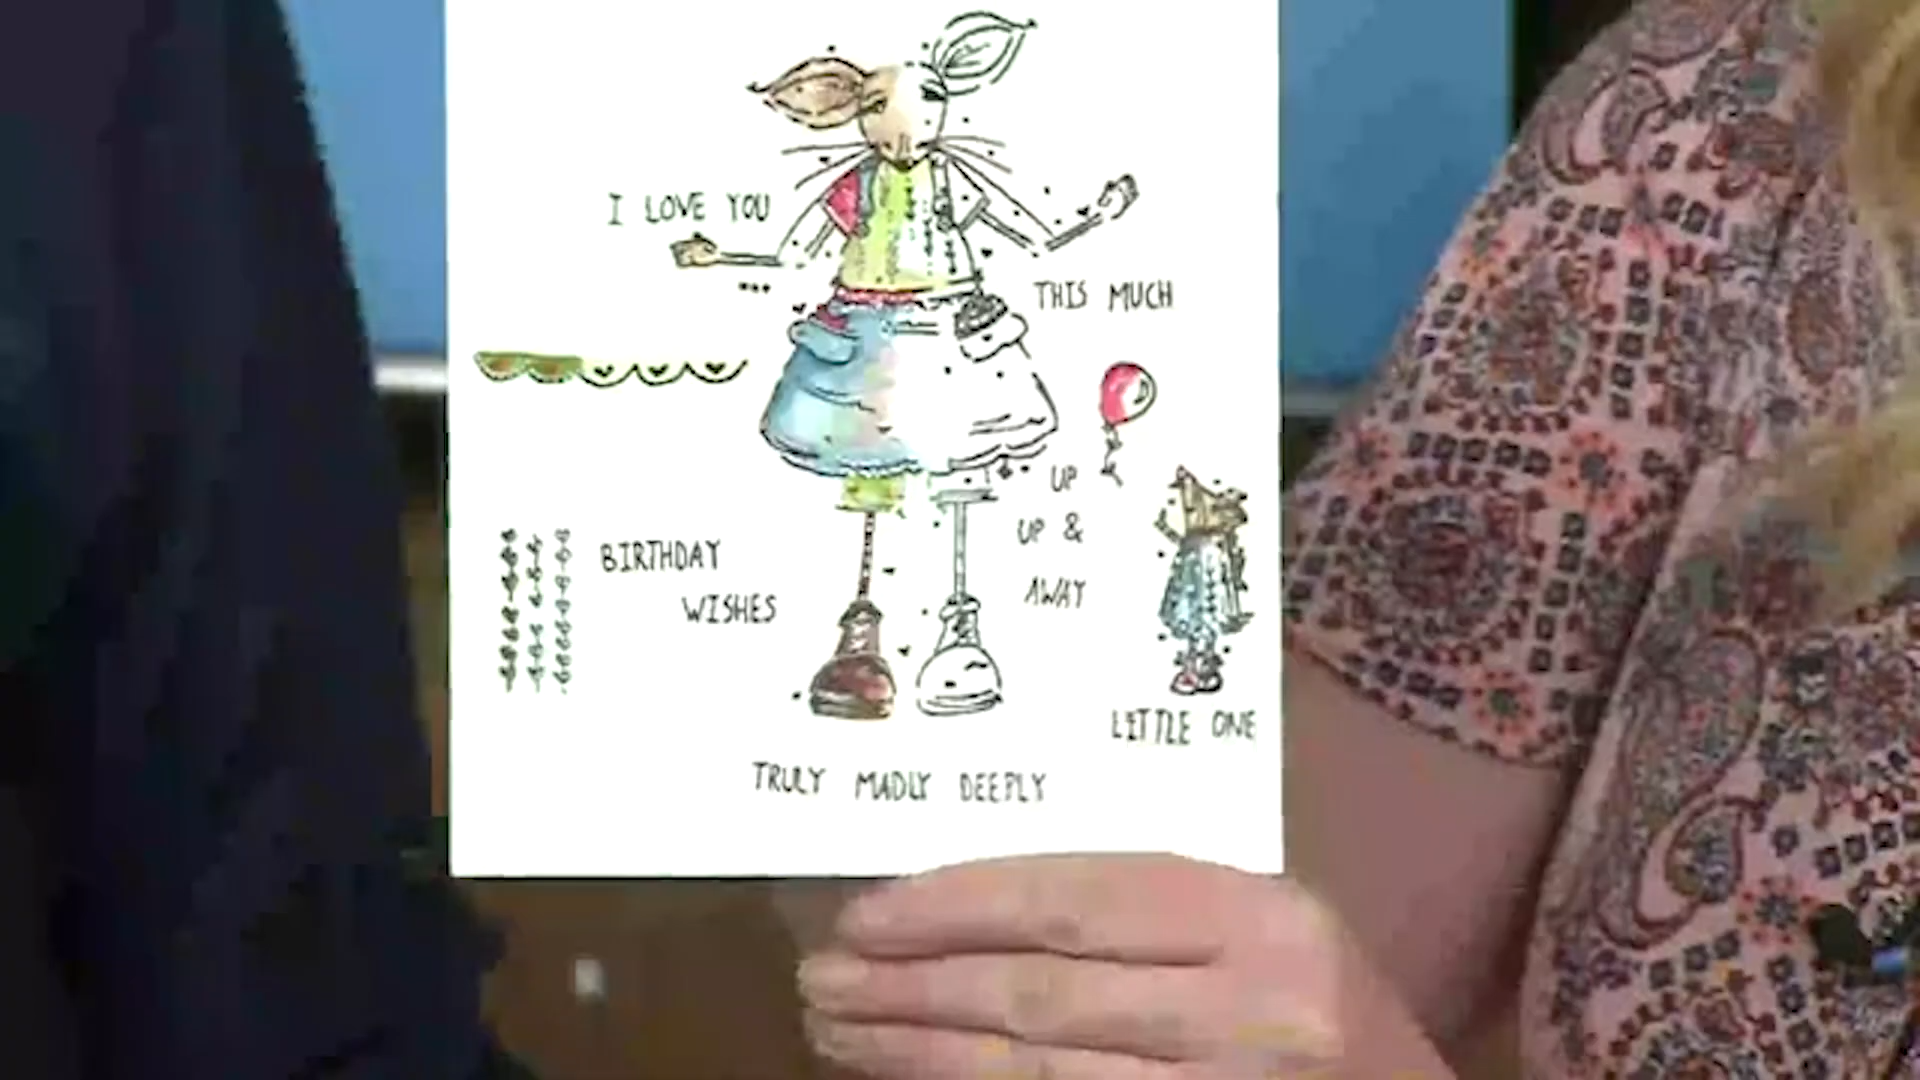 I LOVE YOU
THIS MUCH
UP
UP &
AWAY
BIRTHDAY
WISHES
LITTLE ONE
TRULY MADLY DEEPLY